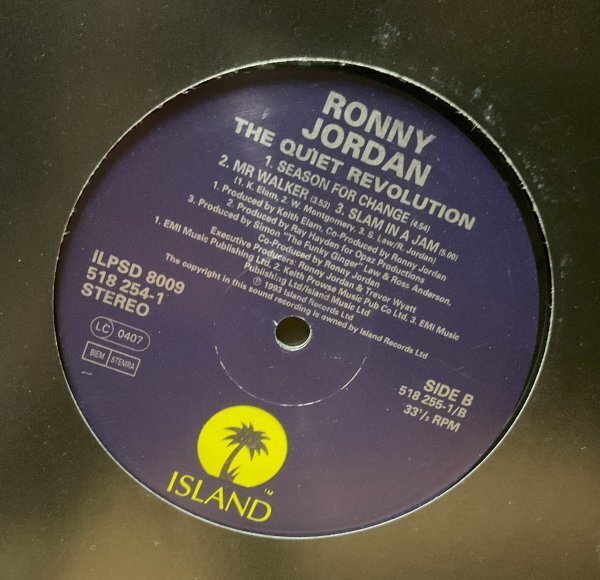 RONNY
JORDAN
THE QUIET REVOLUTION
1. SEASON FOR CHANGE (4:54)
2. MR WALKER (3.53) 3. SLAM IN A JAM (5:06)
(1. K. Elam, 2. W. Montgomery, 3. S. Law/R. Jordan)
1. Produced by Keith Elam, Co-Produced by Ronny Jordan
2. Produced by Ray Hayden for Opaz Productions
3. Produced by Simon "The Funky Ginger" Law & Ross Anderson,
Co-Produced by Ronny Jordan
Executive Producers: Ronny Jordan & Trevor Wyatt
1. EMI Music Publishing Ltd, 2. Keith Prowse Music Pub Co Ltd. 3. EMI Music
Publishing Ltd/Island Music Ltd
℗ 1993 Island Records Ltd
The copyright in this sound recording is owned by Island Records Ltd
ILPSD 8009
518 254-1
STEREO
LC 0407
BIEM STEMRA
SIDE B
518 255-1/B
33⅓ RPM
ISLAND™